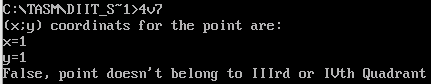 C:\TASM\DIIT_S~1>4v7
(x;y) coordinats for the point are:
x=1
y=1
False, point doesn't belong to IIIrd or IVth Quadrant